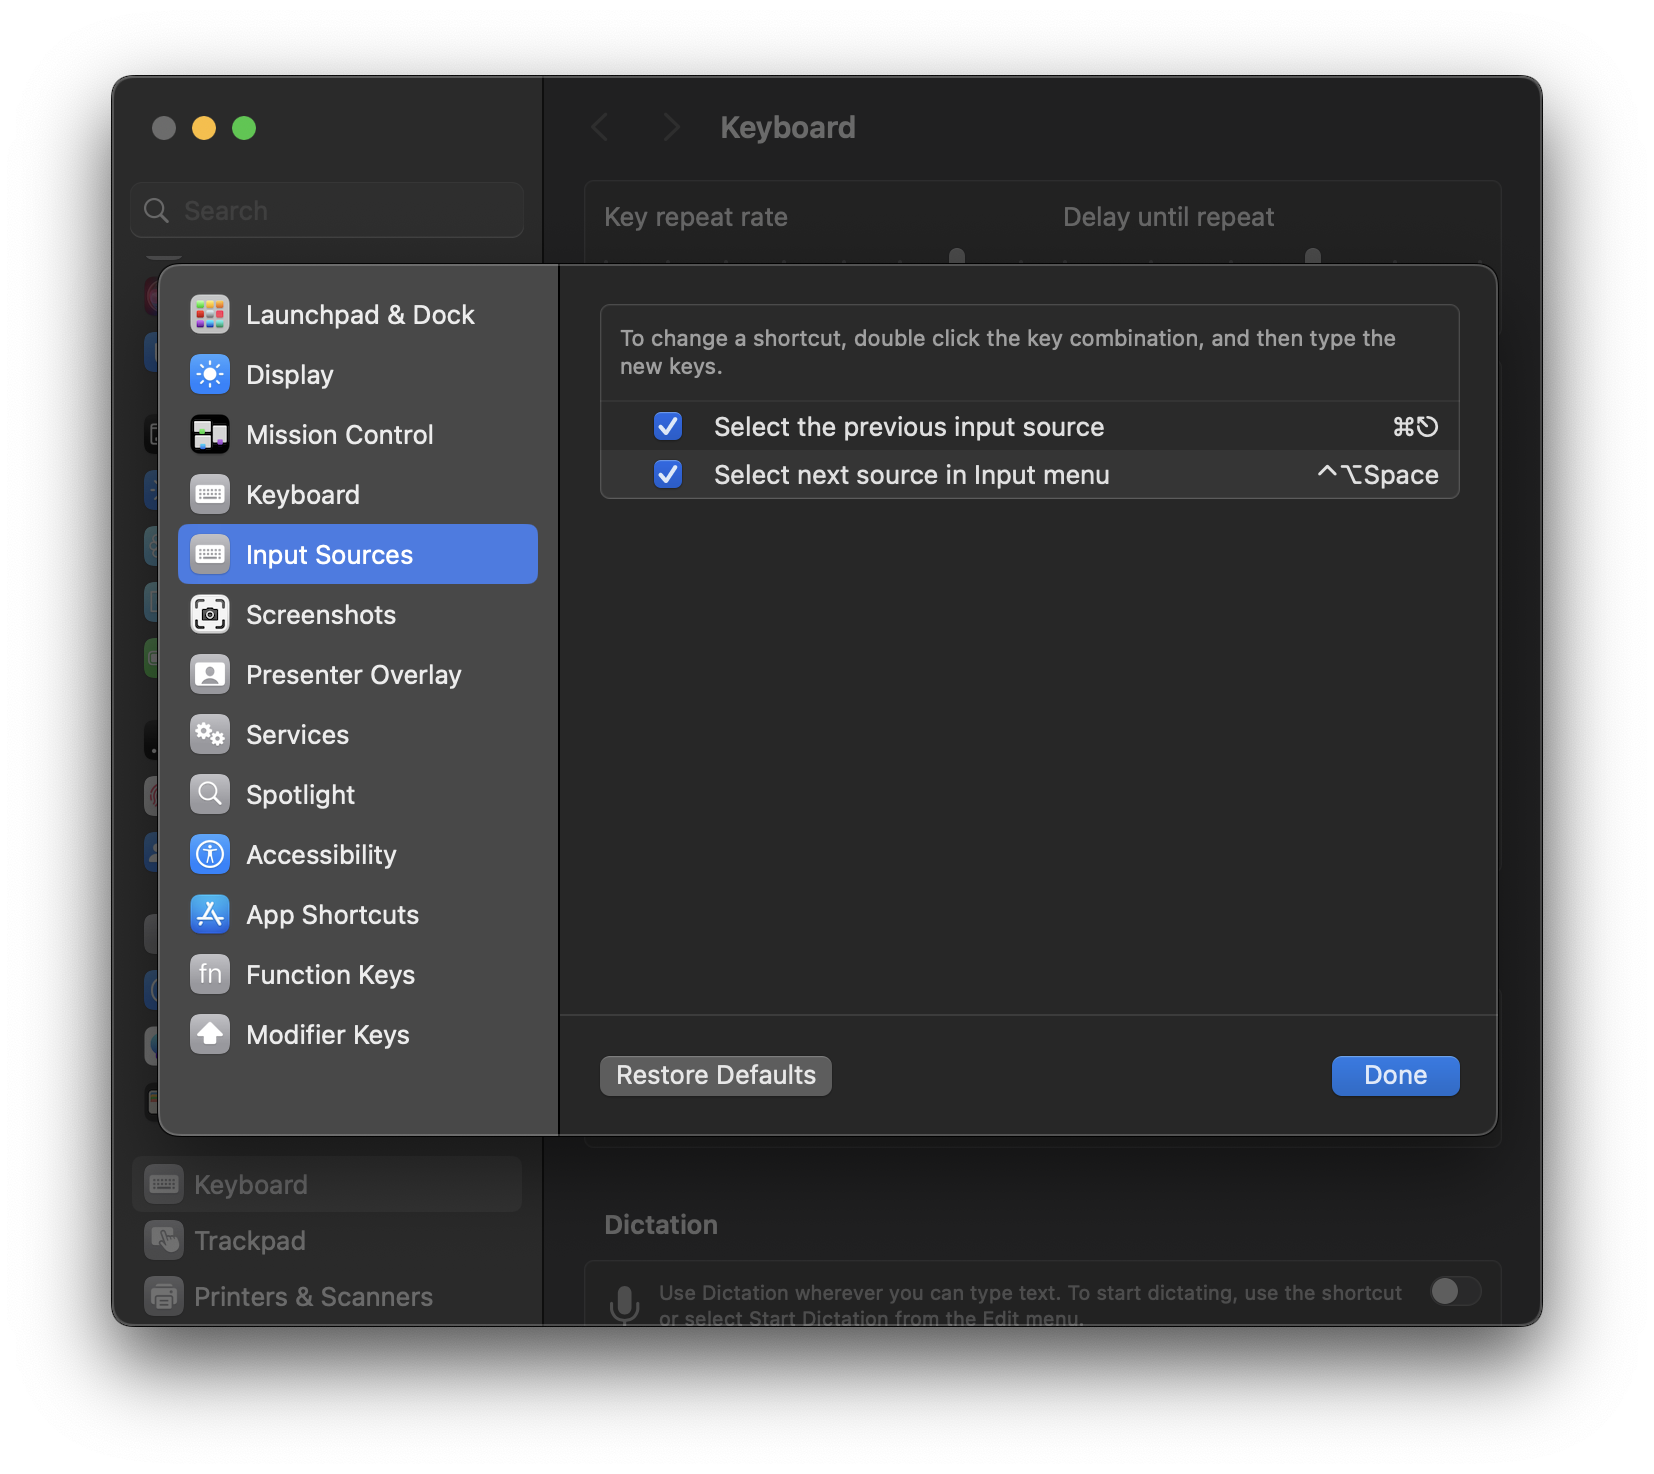 Keyboard
Search
Key repeat rate
Delay until repeat
Launchpad & Dock
Display
Mission Control
Keyboard
Input Sources
Screenshots
Presenter Overlay
Services
Spotlight
Accessibility
App Shortcuts
fn Function Keys
Modifier Keys
To change a shortcut, double click the key combination, and then type the
new keys.
Select the previous input source ⌘⎋
Select next source in Input menu ^⌥Space
Restore Defaults
Done
Keyboard
Trackpad
Printers & Scanners
Dictation
Use Dictation wherever you can type text. To start dictating, use the shortcut
or select Start Dictation from the Edit menu.